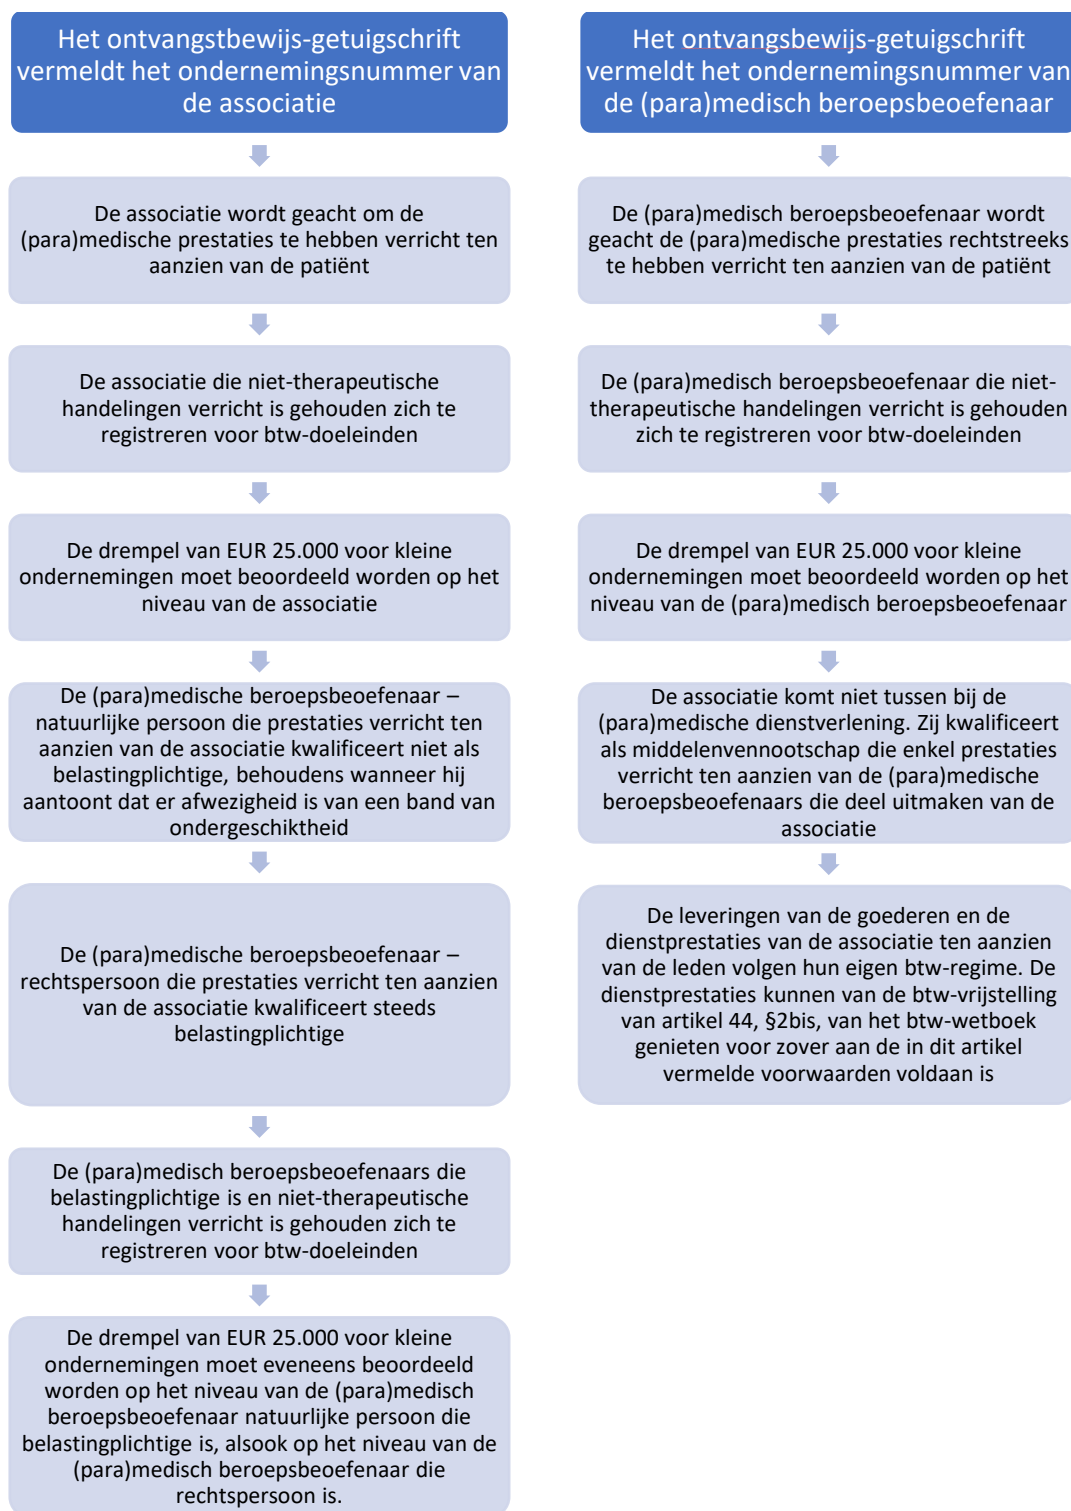 Het ontvangstbewijs-getuigschrift
vermeldt het ondernemingsnummer van
de associatie
De associatie wordt geacht om de
(para)medische prestaties te hebben verricht ten
aanzien van de patiënt
De associatie die niet-therapeutische
handelingen verricht is gehouden zich te
registreren voor btw-doeleinden
De drempel van EUR 25.000 voor kleine
ondernemingen moet beoordeeld worden op het
niveau van de associatie
De (para)medische beroepsbeoefenaar –
natuurlijke persoon die prestaties verricht ten
aanzien van de associatie kwalificeert niet als
belastingplichtige, behoudens wanneer hij
aantoont dat er afwezigheid is van een band van
ondergeschiktheid
De (para)medische beroepsbeoefenaar –
rechtspersoon die prestaties verricht ten aanzien
van de associatie kwalificeert steeds
belastingplichtige
De (para)medisch beroepsbeoefenaars die
belastingplichtige is en niet-therapeutische
handelingen verricht is gehouden zich te
registreren voor btw-doeleinden
De drempel van EUR 25.000 voor kleine
ondernemingen moet eveneens beoordeeld
worden op het niveau van de (para)medisch
beroepsbeoefenaar natuurlijke persoon die
belastingplichtige is, alsook op het niveau van de
(para)medisch beroepsbeoefenaar die
rechtspersoon is.
Het ontvangsbewijs-getuigschrift
vermeldt het ondernemingsnummer van
de (para)medisch beroepsbeoefenaar
De (para)medisch beroepsbeoefenaar wordt
geacht de (para)medische prestaties rechtstreeks
te hebben verricht ten aanzien van de patiënt
De (para)medisch beroepsbeoefenaar die niet-
therapeutische handelingen verricht is gehouden
zich te registreren voor btw-doeleinden
De drempel van EUR 25.000 voor kleine
ondernemingen moet beoordeeld worden op het
niveau van de (para)medisch beroepsbeoefenaar
De associatie komt niet tussen bij de
(para)medische dienstverlening. Zij kwalificeert
als middelenvennootschap die enkel prestaties
verricht ten aanzien van de (para)medische
beroepsbeoefenaars die deel uitmaken van de
associatie
De leveringen van de goederen en de
dienstprestaties van de associatie ten aanzien
van de leden volgen hun eigen btw-regime. De
dienstprestaties kunnen van de btw-vrijstelling
van artikel 44, §2bis, van het btw-wetboek
genieten voor zover aan de in dit artikel
vermelde voorwaarden voldaan is